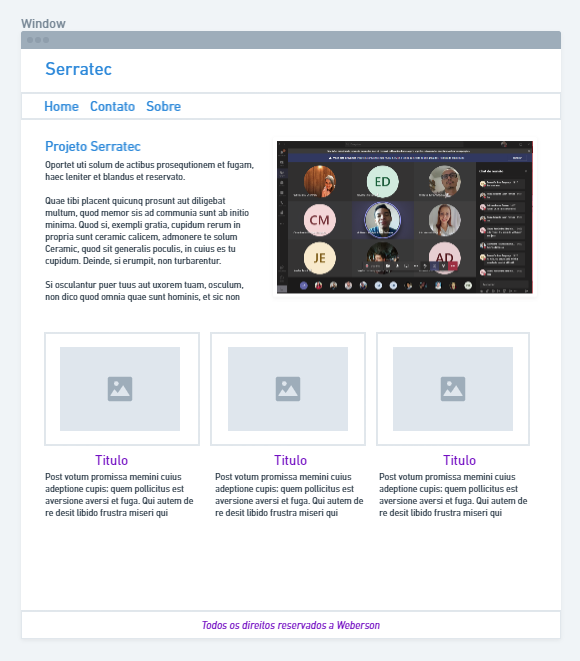 Window
Serratec
Home Contato Sobre
Projeto Serratec
Oportet uti solum de actibus prosequtionem et fugam,
haec leniter et blandus et reservato.
Quae tibi placent quicunq prosunt aut diligebat
multum, quod memor sis ad communia sunt ab initio
minima. Quod si, exempli gratia, cupidum rerum in
propria sunt ceramic calicem, admonere te solum
Ceramic, quod sit generalis poculis, in cuius es tu
cupidum. Deinde, si erumpit, non turbarentur.
Si osculantur puer tuus aut uxorem tuam, osculum,
non dico quod omnia quae sunt hominis, et sic non
ED
CM
JE
AD
Titulo
Post votum promissa memini cuius
adeptione cupis; quem pollicitus est
aversione aversi et fuga. Qui autem de
re desit libido frustra miseri qui
Titulo
Post votum promissa memini cuius
adeptione cupis; quem pollicitus est
aversione aversi et fuga. Qui autem de
re desit libido frustra miseri qui
Titulo
Post votum promissa memini cuius
adeptione cupis; quem pollicitus est
aversione aversi et fuga. Qui autem de
re desit libido frustra miseri qui
Todos os direitos reservados a Weberson